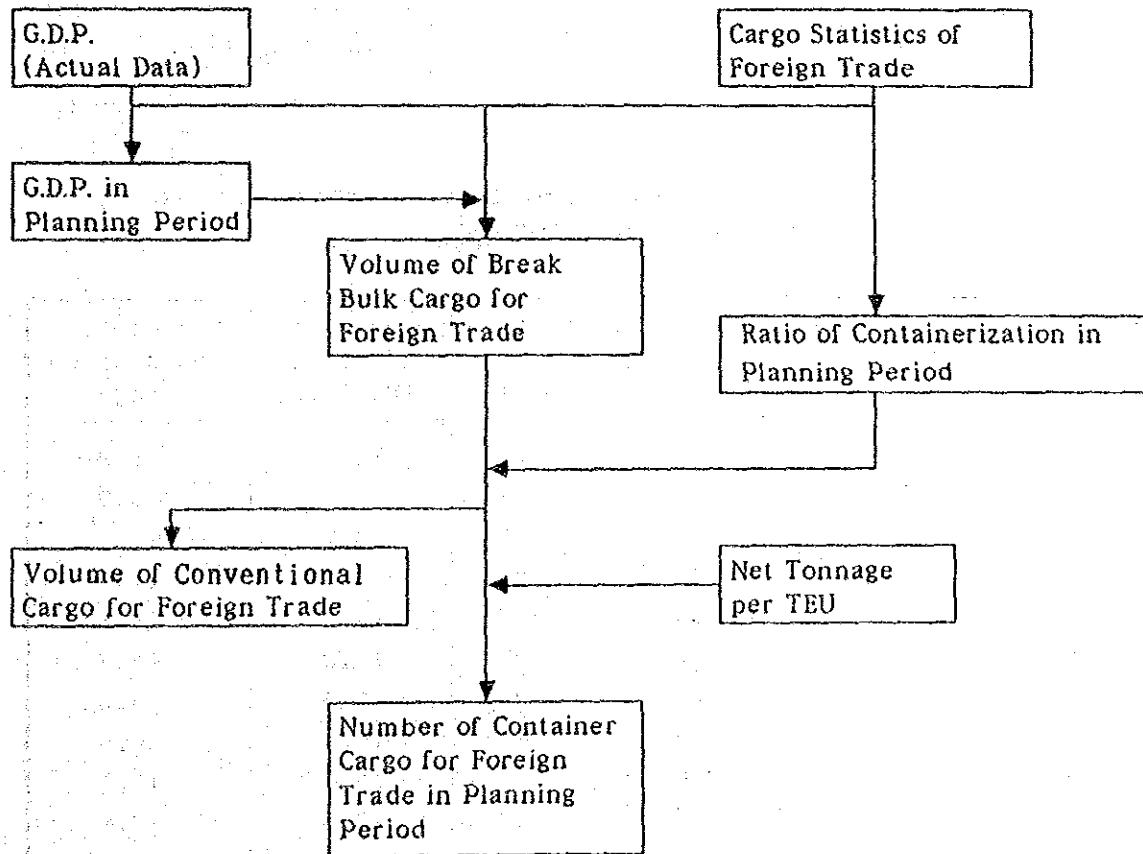 G.D.P.
(Actual Data)
Cargo Statistics of
Foreign Trade
G.D.P. in
Planning Period
Volume of Break
Bulk Cargo for
Foreign Trade
Ratio of Containerization in
Planning Period
Volume of Conventional
Cargo for Foreign Trade
Net Tonnage
per TEU
Number of Container
Cargo for Foreign
Trade in Planning
Period